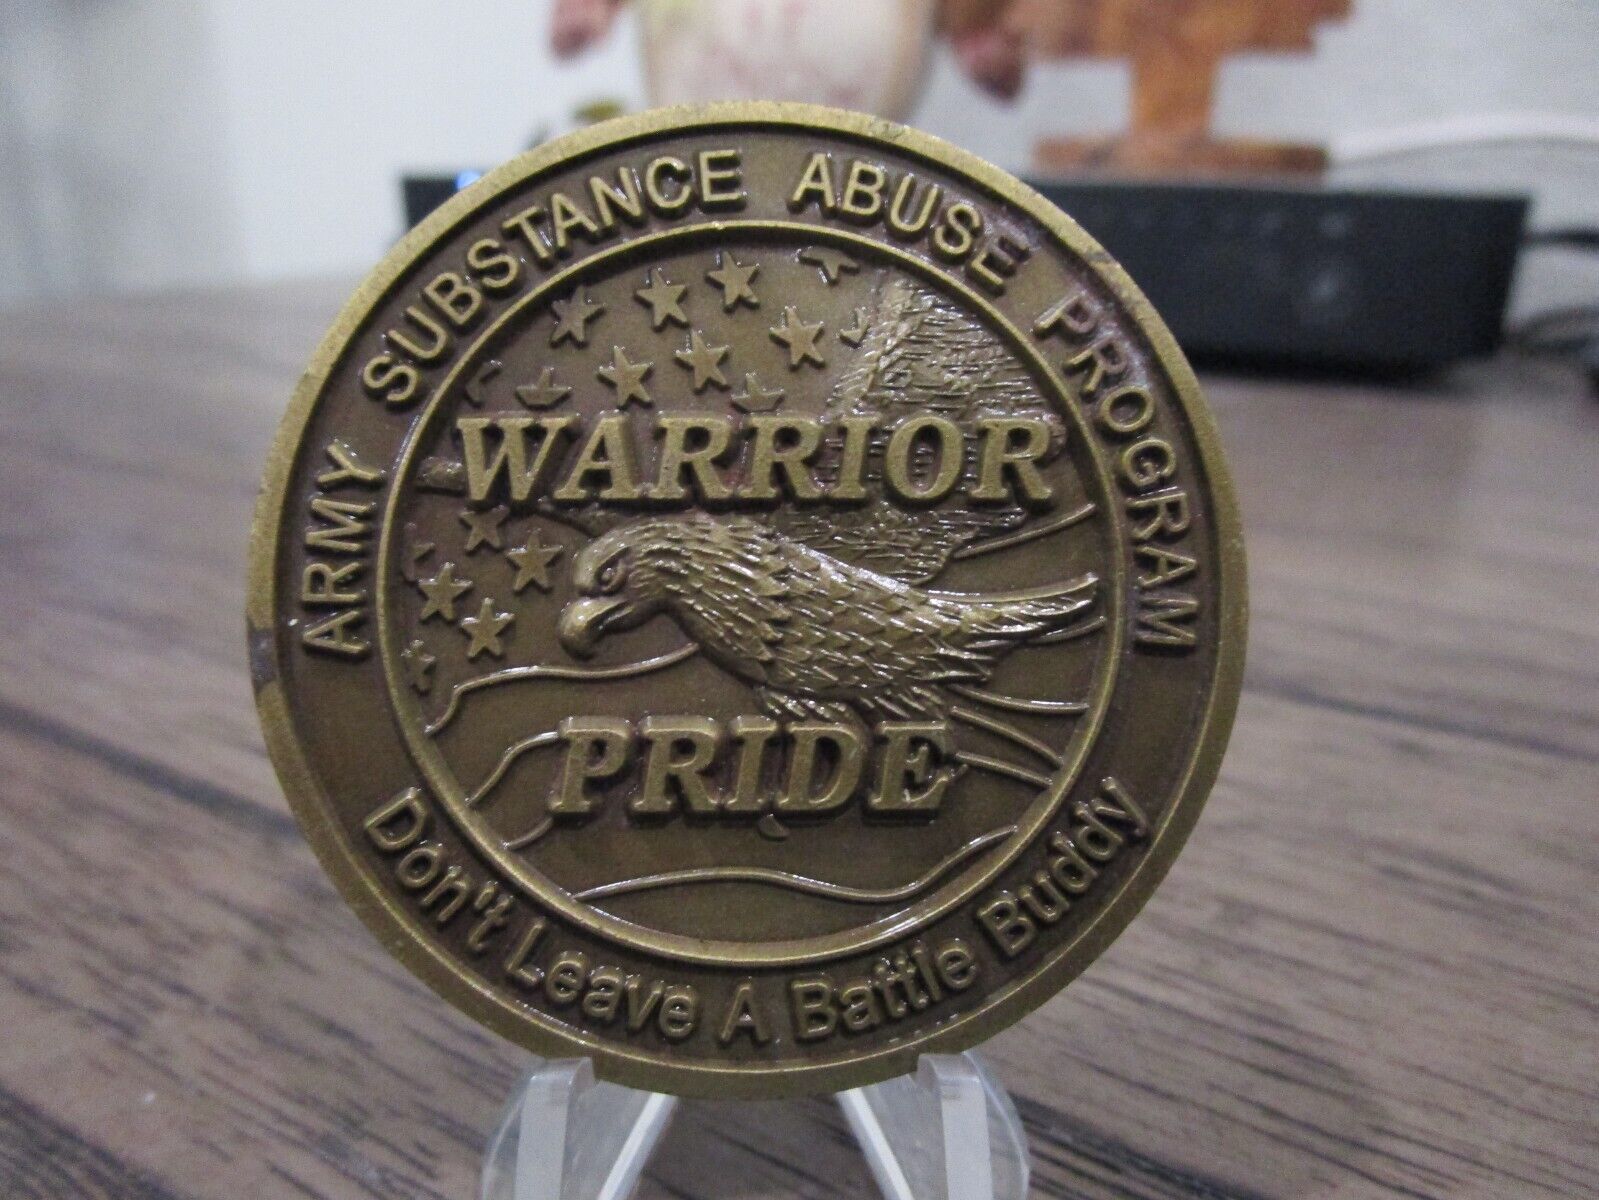 ARMY SUBSTANCE ABUSE PROGRAM
WARRIOR
PRIDE
Don't Leave A Battle Buddy